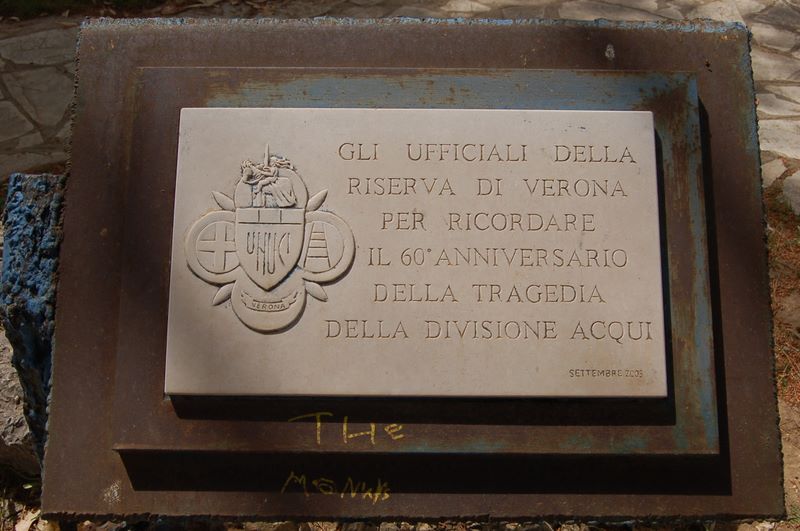 UNUCI
VERONA
GLI UFFICIALI DELLA
RISERVA DI VERONA
PER RICORDARE
IL 60° ANNIVERSARIO
DELLA TRAGEDIA
DELLA DIVISIONE ACQUI
SETTEMBRE 2003
THe